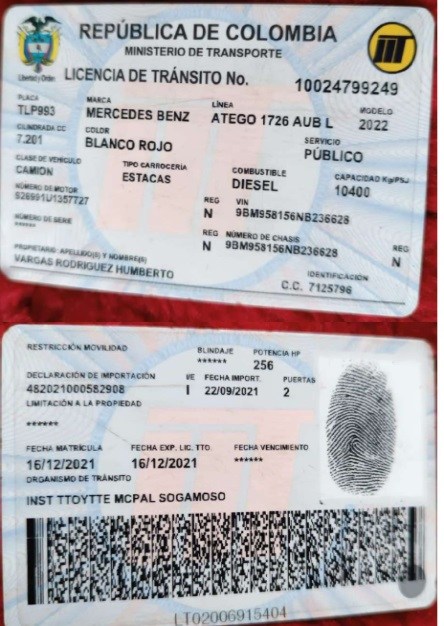 REPÚBLICA DE COLOMBIA
MINISTERIO DE TRANSPORTE
Libertad y Orden
LICENCIA DE TRÁNSITO No. 10024799249
PLACA MARCA LÍNEA MODELO
TLP993 MERCEDES BENZ ATEGO 1726 AUB L 2022
CILINDRADA CC COLOR SERVICIO
7.201 BLANCO ROJO PÚBLICO
CLASE DE VEHÍCULO TIPO CARROCERÍA COMBUSTIBLE CAPACIDAD Kg/PSJ
CAMION ESTACAS DIESEL 10400
NÚMERO DE MOTOR REG VIN
926991U1357727 N 9BM958156NB236628
NÚMERO DE SERIE REG NÚMERO DE CHASIS REG
****** N 9BM958156NB236628 N
PROPIETARIO: APELLIDO(S) Y NOMBRE(S) IDENTIFICACIÓN
VARGAS RODRIGUEZ HUMBERTO C.C. 7125796
RESTRICCIÓN MOVILIDAD BLINDAJE POTENCIA HP
****** 256
DECLARACIÓN DE IMPORTACIÓN I/E FECHA IMPORT. PUERTAS
482021000582908 I 22/09/2021 2
LIMITACIÓN A LA PROPIEDAD
******
FECHA MATRÍCULA FECHA EXP. LIC. TTO. FECHA VENCIMIENTO
16/12/2021 16/12/2021 ******
ORGANISMO DE TRÁNSITO
INST TTOYTTE MCPAL SOGAMOSO
LT02006915404